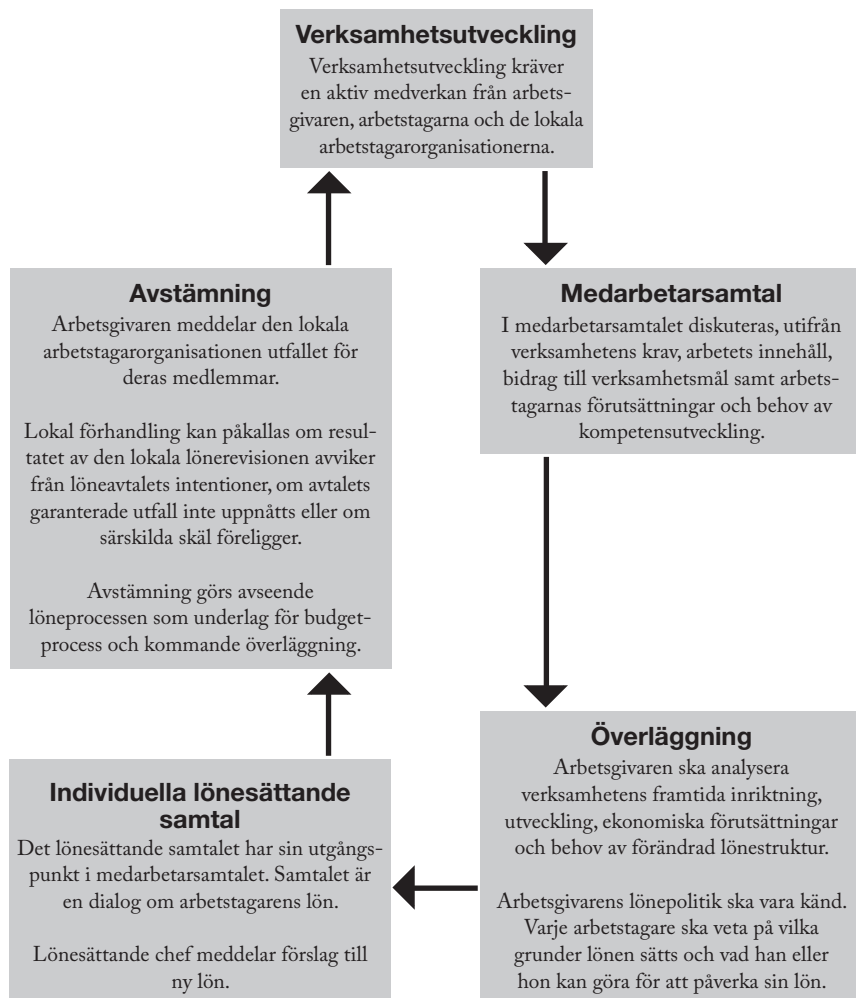 Verksamhetsutveckling
Verksamhetsutveckling kräver
en aktiv medverkan från arbets-
givaren, arbetstagarna och de lokala
arbetstagarorganisationerna.
Medarbetarsamtal
I medarbetarsamtalet diskuteras, utifrån
verksamhetens krav, arbetets innehåll,
bidrag till verksamhetsmål samt arbets-
tagarnas förutsättningar och behov av
kompetensutveckling.
Överläggning
Arbetsgivaren ska analysera
verksamhetens framtida inriktning,
utveckling, ekonomiska förutsättningar
och behov av förändrad lönestruktur.
Arbetsgivarens lönepolitik ska vara känd.
Varje arbetstagare ska veta på vilka
grunder lönen sätts och vad han eller
hon kan göra för att påverka sin lön.
Individuella lönesättande
samtal
Det lönesättande samtalet har sin utgångs-
punkt i medarbetarsamtalet. Samtalet är
en dialog om arbetstagarens lön.
Lönesättande chef meddelar förslag till
ny lön.
Avstämning
Arbetsgivaren meddelar den lokala
arbetstagarorganisationen utfallet för
deras medlemmar.
Lokal förhandling kan påkallas om resul-
tatet av den lokala lönerevisionen avviker
från löneavtalets intentioner, om avtalets
garanterade utfall inte uppnåtts eller om
särskilda skäl föreligger.
Avstämning görs avseende
löneprocessen som underlag för budget-
process och kommande överläggning.